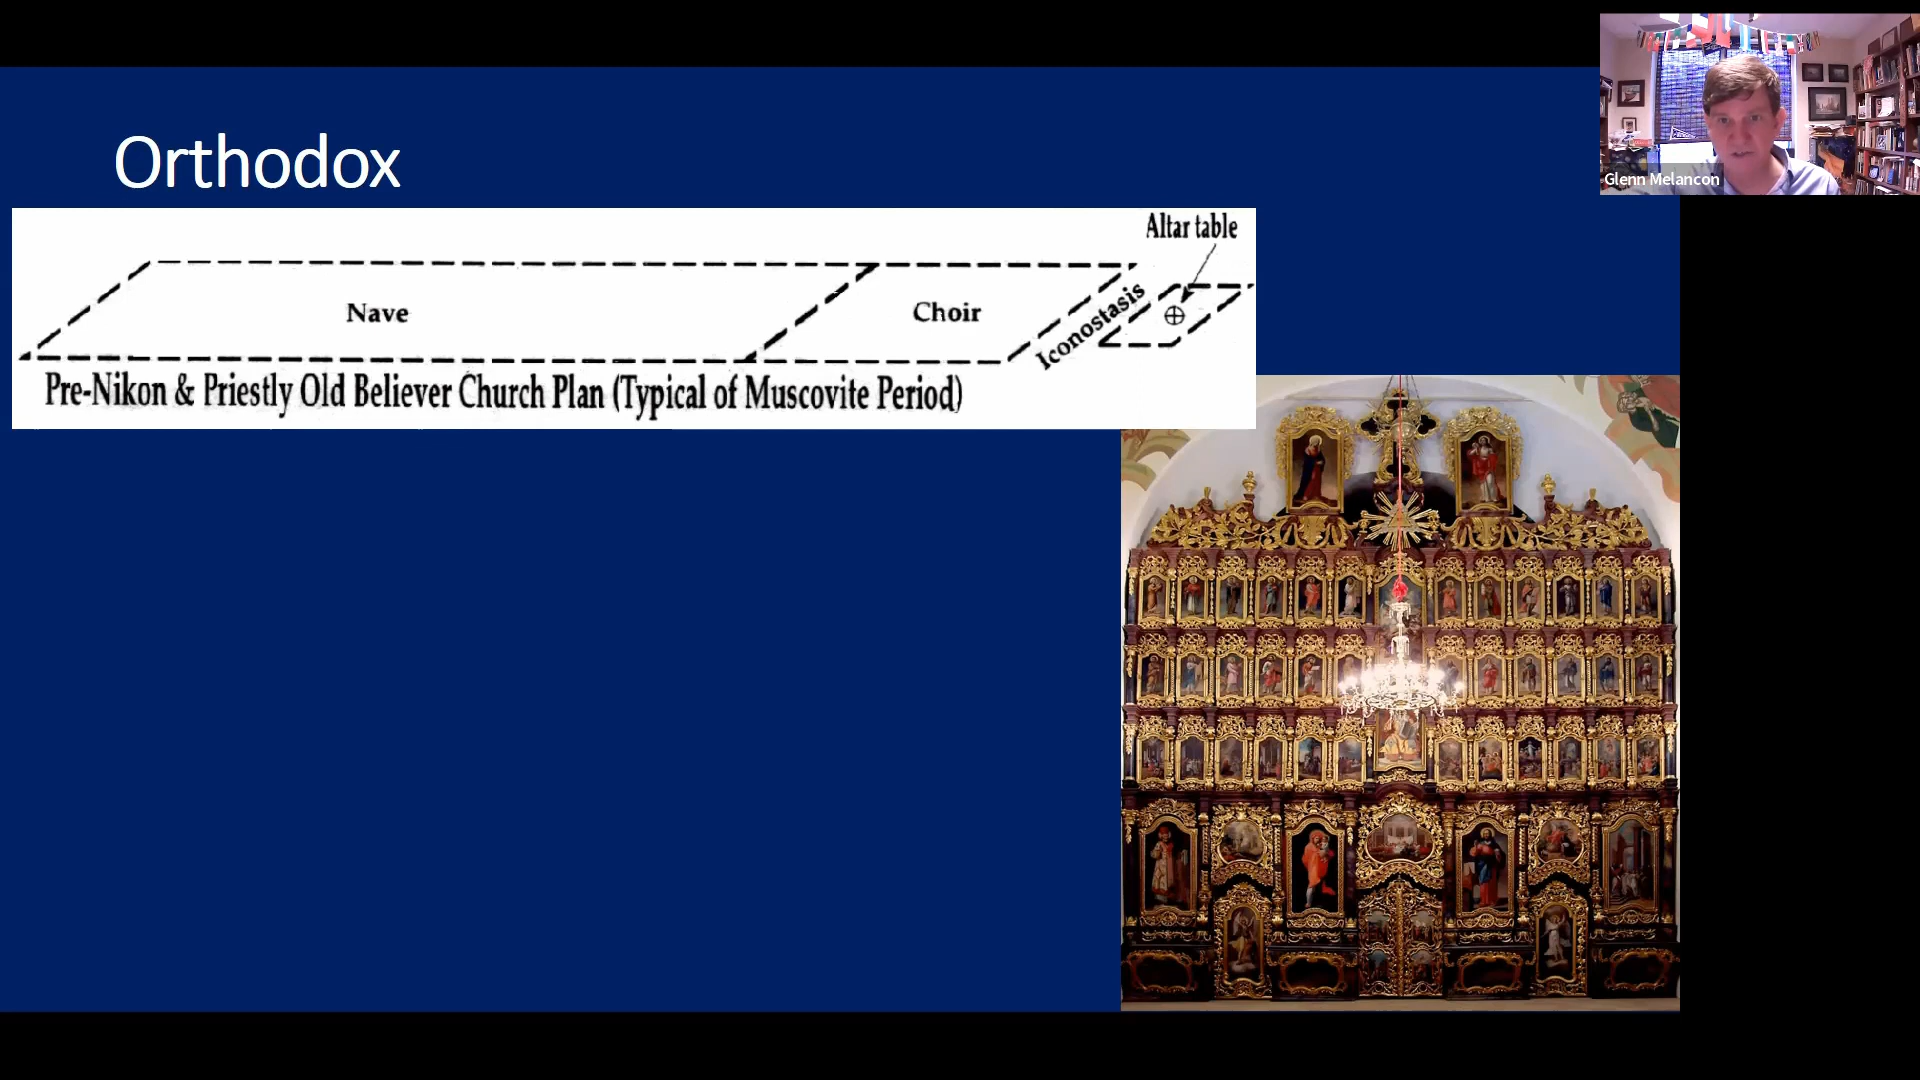 Orthodox
Glenn Melancon
Altar table
Nave
Choir
Iconostasis
Pre-Nikon & Priestly Old Believer Church Plan (Typical of Muscovite Period)